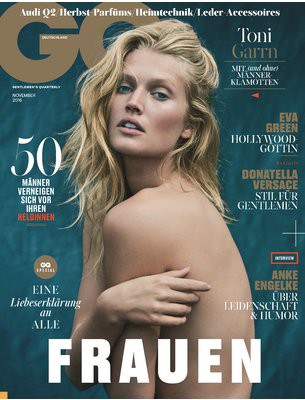 Audi Q2/Herbst-Parfüms/Heimtechnik/Leder-Accessoires
GQ
DEUTSCHLAND
GENTLEMEN'S QUARTERLY
NOVEMBER
2016
Toni
Garrn
MIT (und ohne)
MÄNNER-
KLAMOTTEN
EVA
GREEN
HOLLYWOOD-
GÖTTIN
DONATELLA
VERSACE
STIL FÜR
GENTLEMEN
INTERVIEW
ANKE
ENGELKE
ÜBER
LEIDENSCHAFT
& HUMOR
50
MÄNNER
VERNEIGEN
SICH VOR
IHREN
HELDINNEN
GQ
SPECIAL
EINE
Liebeserklärung
an
ALLE
FRAUEN